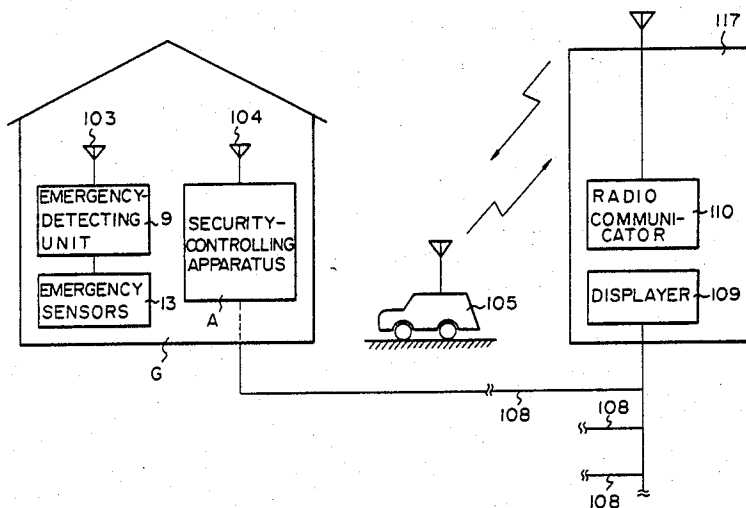 117
103
104
EMERGENCY-
DETECTING
UNIT
9
SECURITY-
CONTROLLING
APPARATUS
RADIO
COMMUNI-
CATOR
110
EMERGENCY
SENSORS
13
A
105
DISPLAYER
109
G
108
108
108